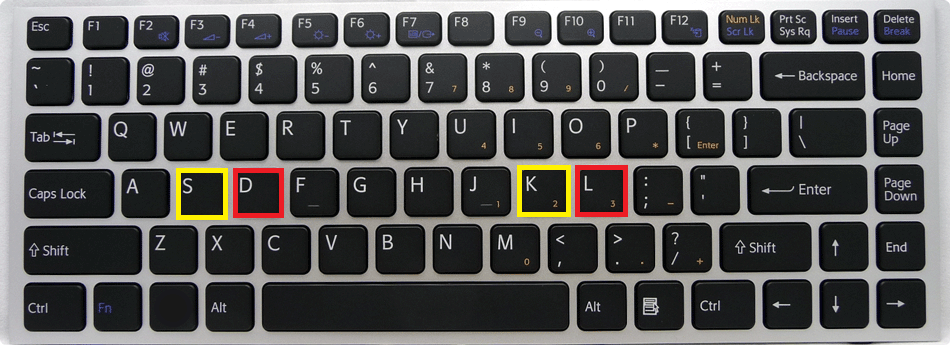 Esc F1 F2 F3 F4 F5 F6 F7 F8 F9 F10 F11 F12 Num Lk Scr Lk Prt Sc Sys Rq Insert Pause Delete Break
~ ` ! 1 @ 2 # 3 $ 4 % 5 ^ 6 & 7 7 * 8 8 ( 9 9 ) 0 / _ - + = ← Backspace Home
Tab Q W E R T Y U 4 I 5 O 6 P * { [ Enter } ] | \ Page Up
Caps Lock A S D F G H J 1 K 2 L 3 : ; - " ' Enter Page Down
⇧ Shift Z X C V B N M 0 < , > . . ? / + ⇧ Shift ↑ End
Ctrl Fn Alt Alt Ctrl ← ↓ →